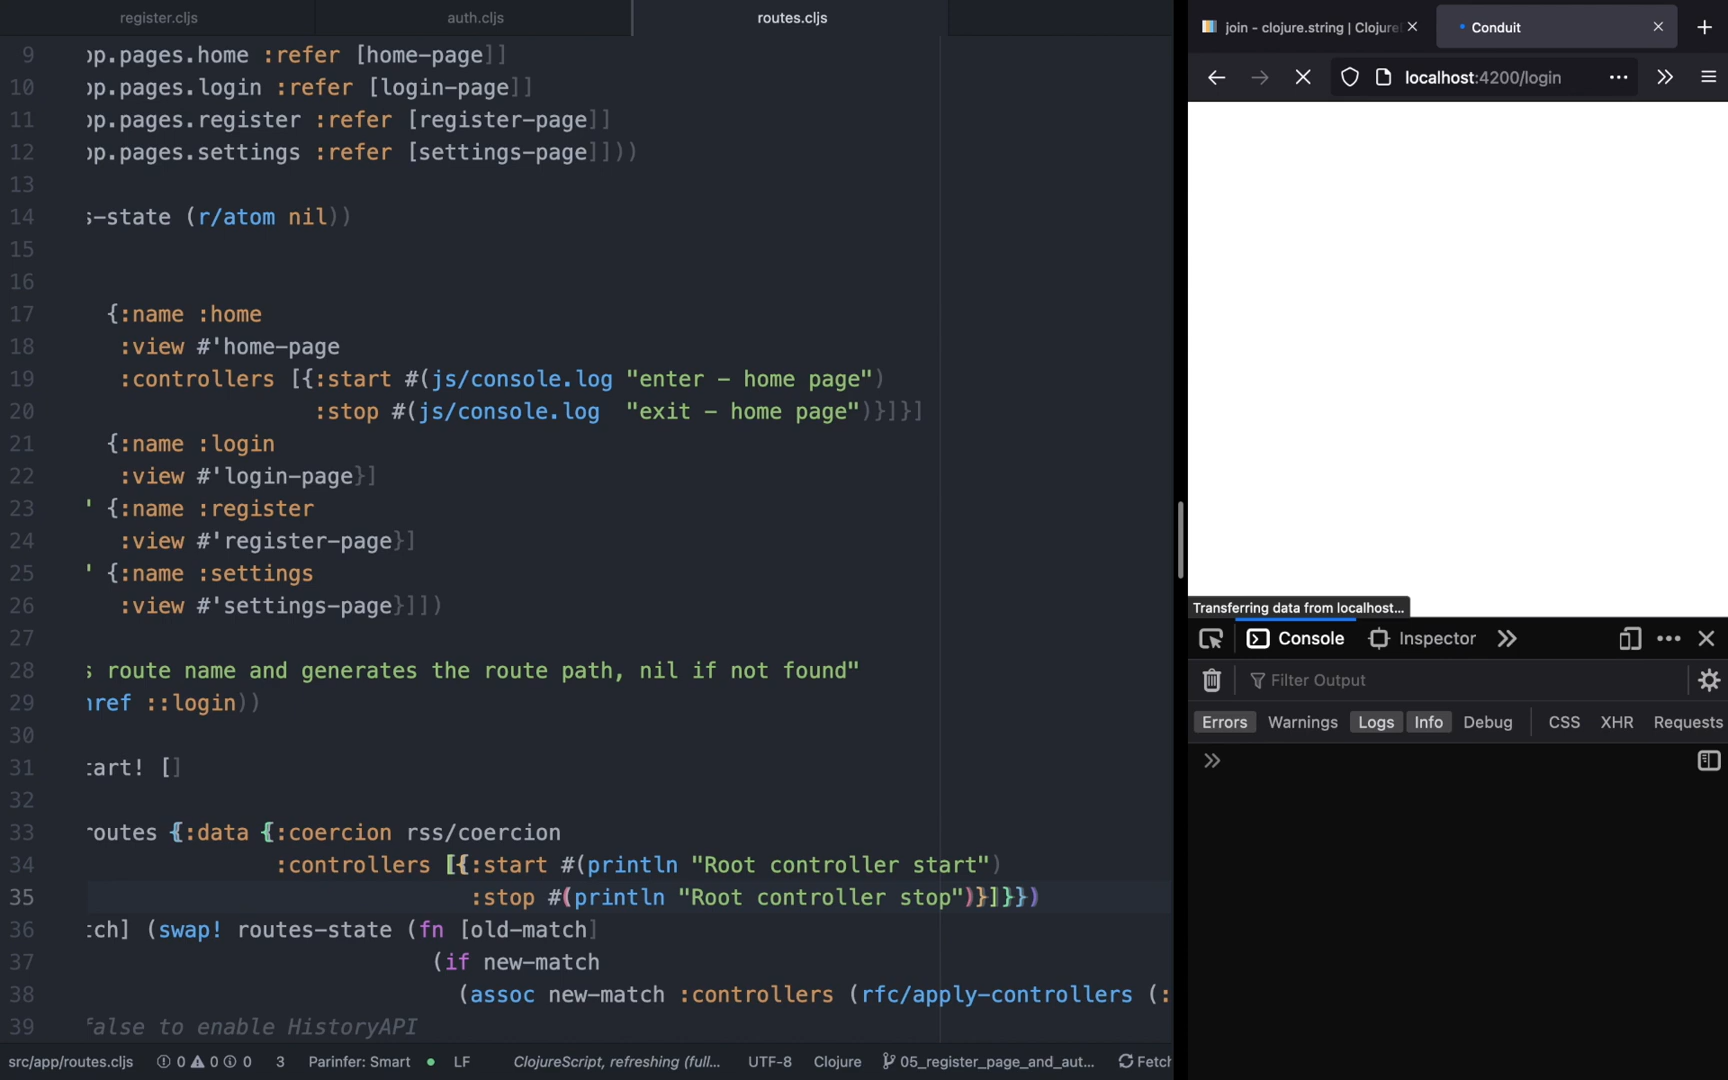 register.cljs
auth.cljs
routes.cljs
9 pp.pages.home :refer [home-page]]
10 pp.pages.login :refer [login-page]]
11 pp.pages.register :refer [register-page]]
12 pp.pages.settings :refer [settings-page]]))
13
14 s-state (r/atom nil))
15
16
17 {:name :home
18 :view #'home-page
19 :controllers [{:start #(js/console.log "enter - home page")
20 :stop #(js/console.log "exit - home page")}]}]
21 {:name :login
22 :view #'login-page}]
23 " {:name :register
24 :view #'register-page}]
25 " {:name :settings
26 :view #'settings-page}]])
27
28 s route name and generates the route path, nil if not found"
29 href ::login))
30
31 tart! []
32
33 routes {:data {:coercion rss/coercion
34 :controllers [{:start #(println "Root controller start")
35 :stop #(println "Root controller stop")}]}})
36 tch] (swap! routes-state (fn [old-match]
37 (if new-match
38 (assoc new-match :controllers (rfc/apply-controllers (:
39 false to enable HistoryAPI
src/app/routes.cljs 0 0 0 3 Parinfer: Smart LF ClojureScript, refreshing (full... UTF-8 Clojure 05_register_page_and_aut... Fetch
join - clojure.string | Clojure
Conduit
localhost:4200/login
Transferring data from localhost...
Console Inspector
Filter Output
Errors Warnings Logs Info Debug CSS XHR Requests